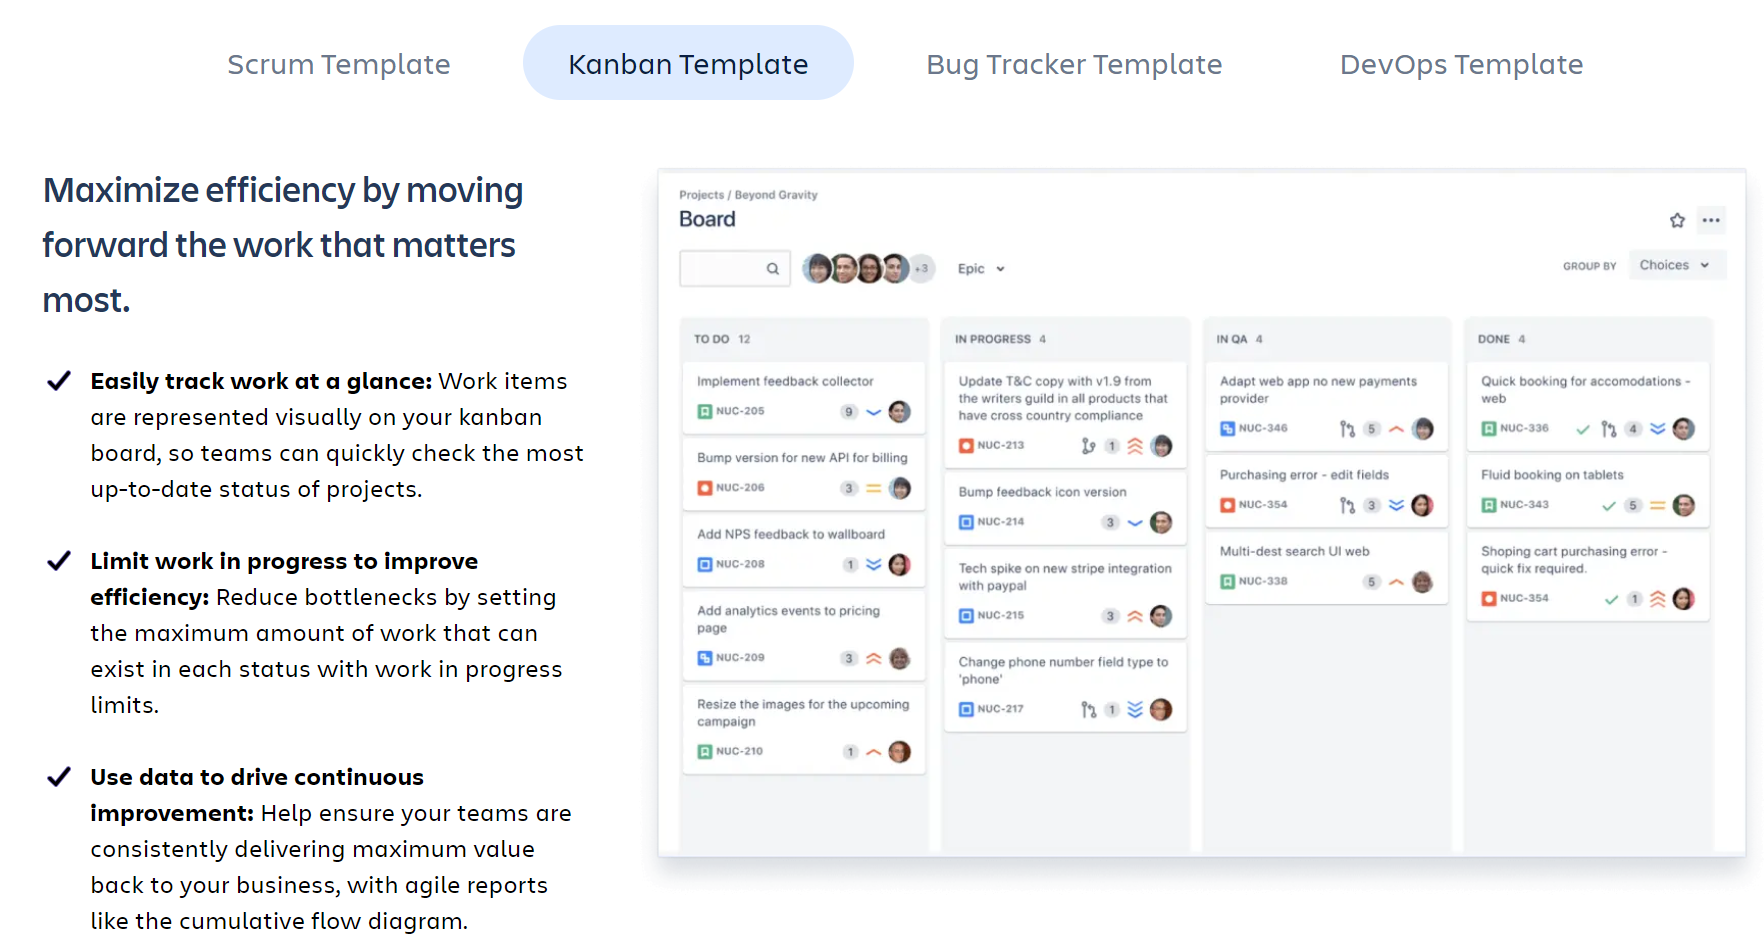 Scrum Template
Kanban Template
Bug Tracker Template
DevOps Template
Maximize efficiency by moving
forward the work that matters
most.
Easily track work at a glance: Work items
are represented visually on your kanban
board, so teams can quickly check the most
up-to-date status of projects.
Limit work in progress to improve
efficiency: Reduce bottlenecks by setting
the maximum amount of work that can
exist in each status with work in progress
limits.
Use data to drive continuous
improvement: Help ensure your teams are
consistently delivering maximum value
back to your business, with agile reports
like the cumulative flow diagram.
Projects / Beyond Gravity
Board
+3
Epic
GROUP BY
Choices
TO DO 12
Implement feedback collector
NUC-205 9
Bump version for new API for billing
NUC-206 3
Add NPS feedback to wallboard
NUC-208 1
Add analytics events to pricing
page
NUC-209 3
Resize the images for the upcoming
campaign
NUC-210 1
IN PROGRESS 4
Update T&C copy with v1.9 from
the writers guild in all products that
have cross country compliance
NUC-213 1
Bump feedback icon version
NUC-214 3
Tech spike on new stripe integration
with paypal
NUC-215 3
Change phone number field type to
'phone'
NUC-217 1
IN QA 4
Adapt web app no new payments
provider
NUC-346 5
Purchasing error - edit fields
NUC-354 3
Multi-dest search UI web
NUC-338 5
DONE 4
Quick booking for accomodations -
web
NUC-336 4
Fluid booking on tablets
NUC-343 5
Shoping cart purchasing error -
quick fix required.
NUC-354 1